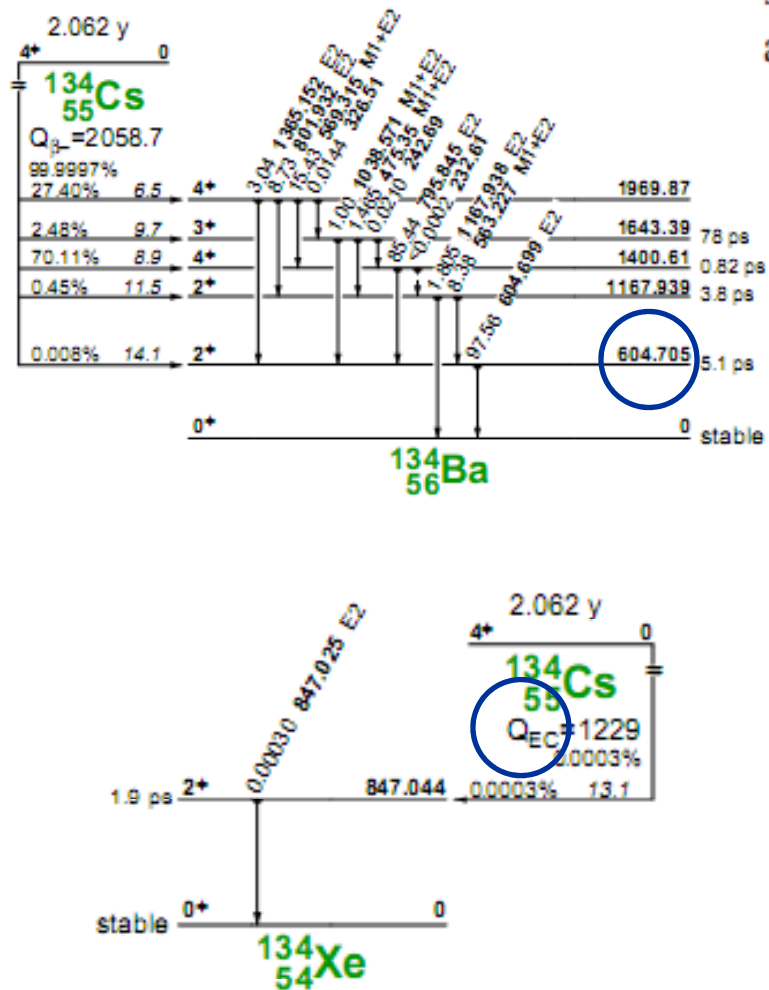 2.062 y
4+ 0
134
55Cs
Qβ-=2058.7
99.9997%
3.04 1365.152 E2
8.73 801.932 E2
15.43 569.315 M1+E2
0.0144 326.51
1.00 1038.571 M1+E2
1.465 475.35 M1+E2
0.0210 242.69
85.44 795.845 E2
<0.0002 232.61
1.805 1167.938 E2
8.38 563.227 M1+E2
97.56 604.699 E2
27.40% 6.5 4+ 1969.87
2.48% 9.7 3+ 1643.39 78 ps
70.11% 8.9 4+ 1400.61 0.82 ps
0.45% 11.5 2+ 1167.939 3.8 ps
0.008% 14.1 2+ 604.705 5.1 ps
0+ 0 stable
134
56Ba
2.062 y
4+ 0
134
55Cs
QEC=1229
0.0003%
0.00030 847.025 E2
1.9 ps 2+ 847.044 0.0003% 13.1
stable 0+ 0
134
54Xe